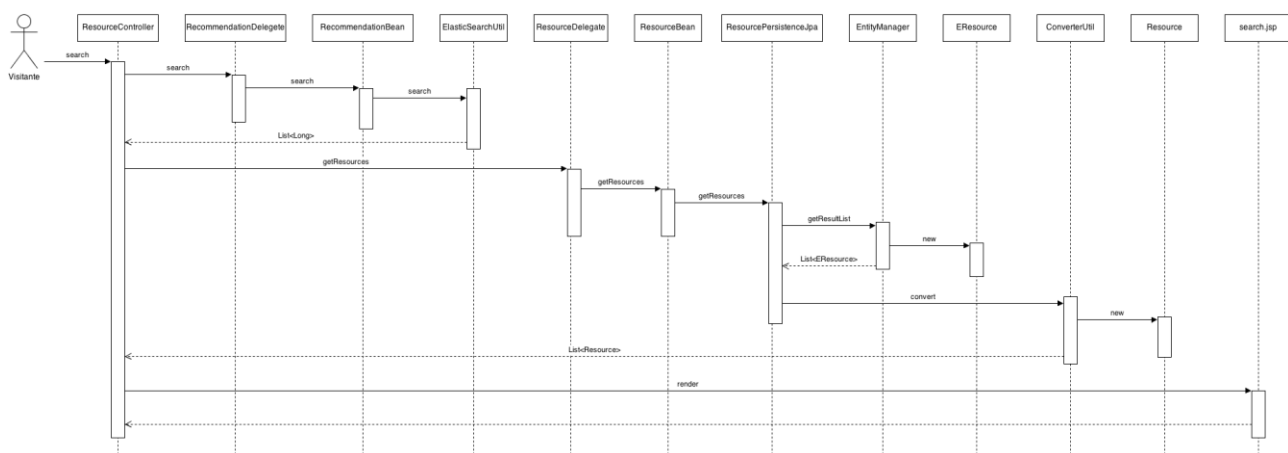 ResourceController
RecommendationDelegete
RecommendationBean
ElasticSearchUtil
ResourceDelegate
ResourceBean
ResourcePersistenceJpa
EntityManager
EResource
ConverterUtil
Resource
search.jsp
Visitante
search
search
search
search
List<Long>
getResources
getResources
getResources
getResultList
new
List<EResource>
convert
new
List<Resource>
render